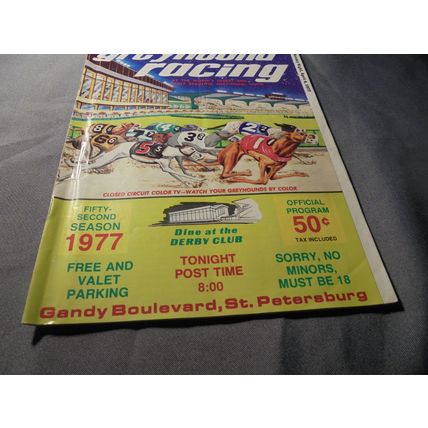 greyhound
racing
CLOSED CIRCUIT COLOR TV—WATCH YOUR GREYHOUNDS BY COLOR
FIFTY-
SECOND
SEASON
1977
FREE AND
VALET
PARKING
Dine at the
DERBY CLUB
TONIGHT
POST TIME
8:00
OFFICIAL
PROGRAM
50¢
TAX INCLUDED
SORRY, NO
MINORS,
MUST BE 18
Gandy Boulevard, St. Petersburg